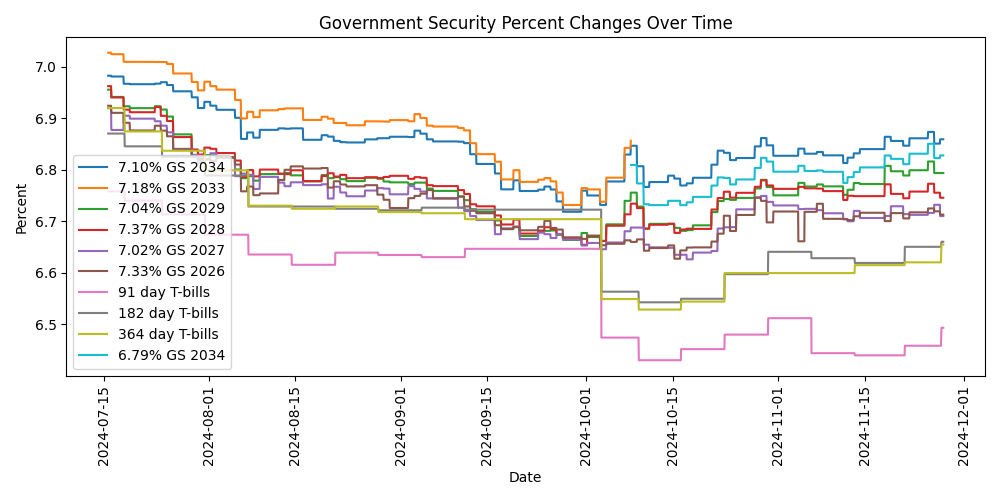 Government Security Percent Changes Over Time
Percent
7.0
6.9
6.8
6.7
6.6
6.5
7.10% GS 2034
7.18% GS 2033
7.04% GS 2029
7.37% GS 2028
7.02% GS 2027
7.33% GS 2026
91 day T-bills
182 day T-bills
364 day T-bills
6.79% GS 2034
2024-07-15
2024-08-01
2024-08-15
2024-09-01
2024-09-15
2024-10-01
2024-10-15
2024-11-01
2024-11-15
2024-12-01
Date